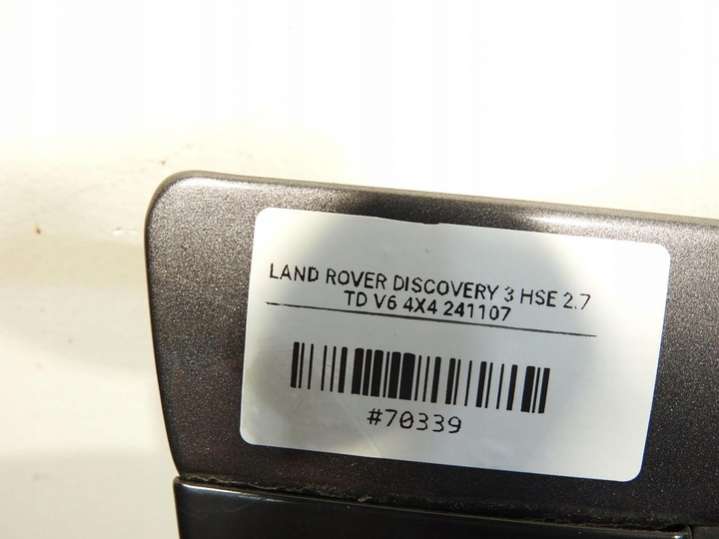 LAND ROVER DISCOVERY 3 HSE 2.7
TD V6 4X4 241107
#70339